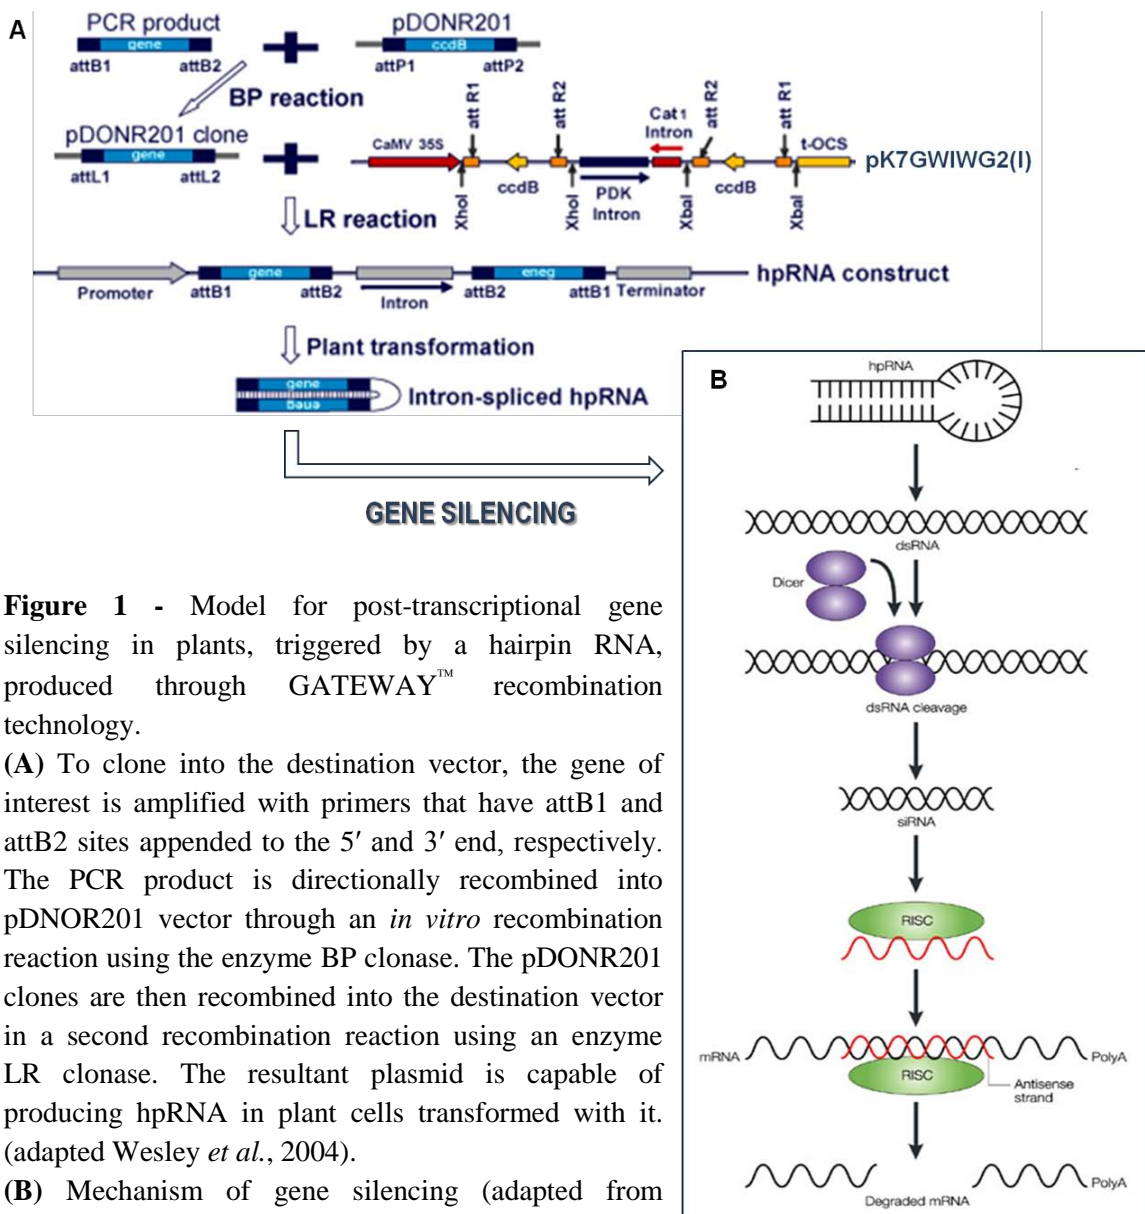 A
PCR product
pDONR201
gene
ccdB
attB1
attB2
attP1
attP2
BP reaction
att R1
att R2
Cat 1
Intron
att R2
att R1
pDONR201 clone
gene
attL1
attL2
CaMV 35S
t-OCS
pK7GWIWG2(I)
XhoI
ccdB
XhoI
PDK
Intron
XbaI
ccdB
XbaI
LR reaction
gene
eneg
hpRNA construct
Promoter
attB1
attB2
Intron
attB2
attB1
Terminator
Plant transformation
gene
eneg
Intron-spliced hpRNA
GENE SILENCING
B
hpRNA
dsRNA
Dicer
dsRNA cleavage
siRNA
RISC
mRNA
PolyA
RISC
Antisense
strand
PolyA
Degraded mRNA
Figure 1 - Model for post-transcriptional gene
silencing in plants, triggered by a hairpin RNA,
produced through GATEWAY™ recombination
technology.
(A) To clone into the destination vector, the gene of
interest is amplified with primers that have attB1 and
attB2 sites appended to the 5′ and 3′ end, respectively.
The PCR product is directionally recombined into
pDNOR201 vector through an in vitro recombination
reaction using the enzyme BP clonase. The pDONR201
clones are then recombined into the destination vector
in a second recombination reaction using an enzyme
LR clonase. The resultant plasmid is capable of
producing hpRNA in plant cells transformed with it.
(adapted Wesley et al., 2004).
(B) Mechanism of gene silencing (adapted from